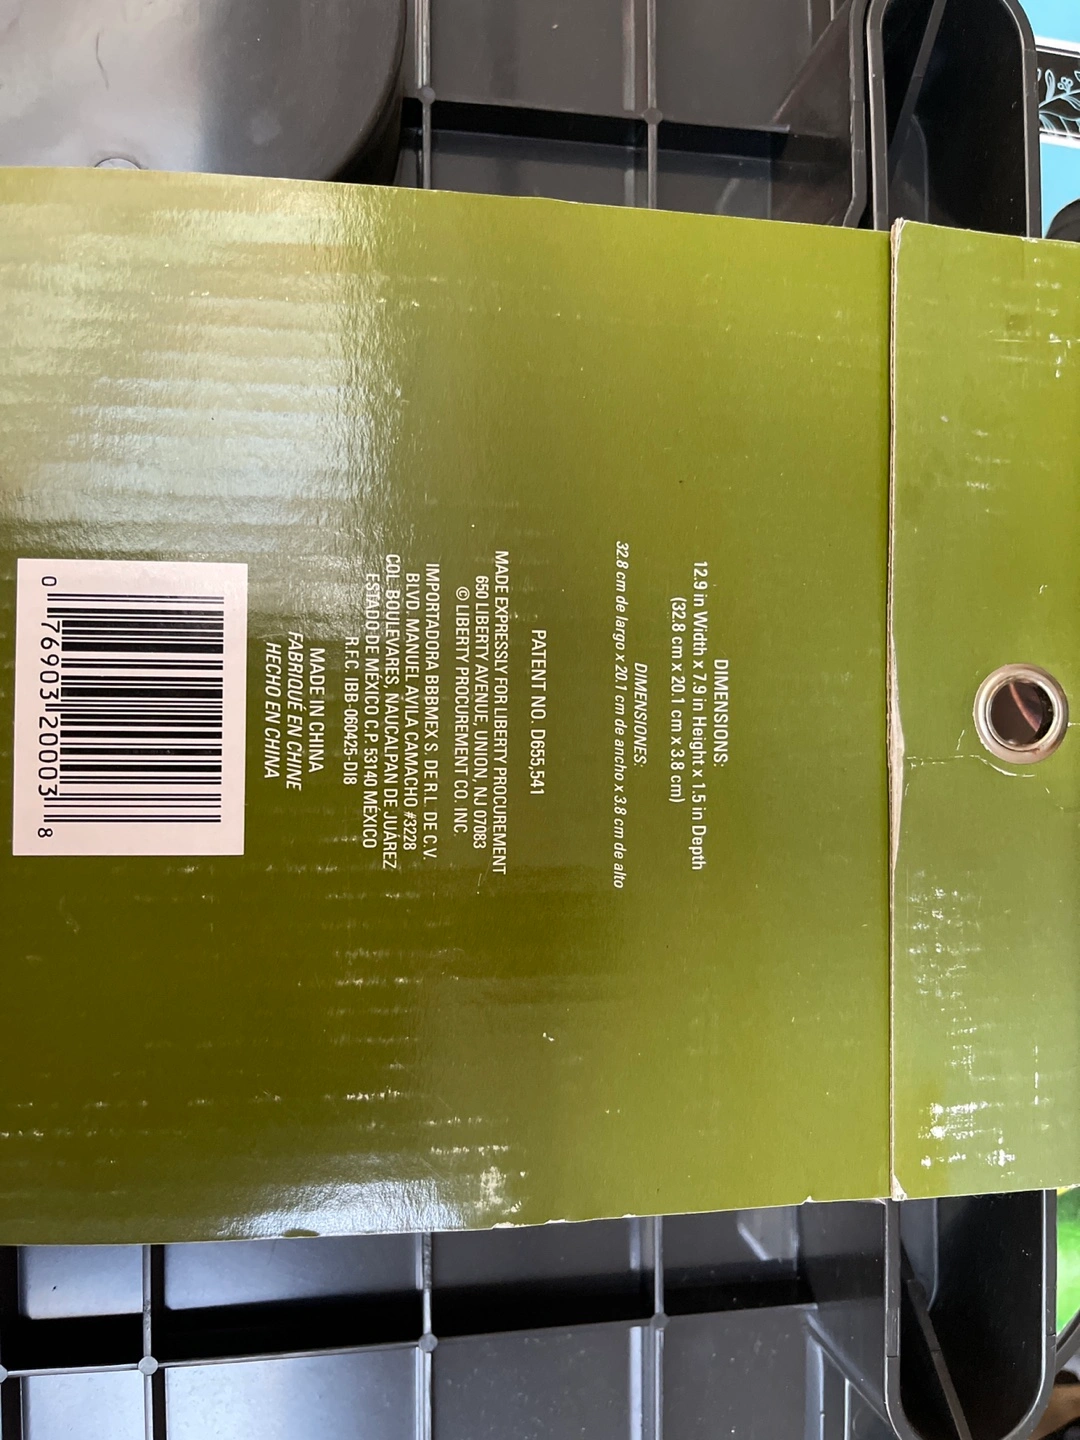 DIMENSIONS:
12.9 in Width x 7.9 in Height x 1.5 in Depth
(32.8 cm x 20.1 cm x 3.8 cm)
DIMENSIONES:
32.8 cm de largo x 20.1 cm de ancho x 3.8 cm de alto
PATENT NO. D655,541
MADE EXPRESSLY FOR LIBERTY PROCUREMENT
650 LIBERTY AVENUE, UNION, NJ 07083
© LIBERTY PROCUREMENT CO. INC.
IMPORTADORA BBBMEX S. DE R.L. DE C.V.
BLVD. MANUEL AVILA CAMACHO #3228
COL. BOULEVARES, NAUCALPAN DE JUÁREZ
ESTADO DE MÉXICO C.P. 53140 MÉXICO
R.F.C. IBB-060425-DI8
MADE IN CHINA
FABRIQUÉ EN CHINE
HECHO EN CHINA
0 76903 20003 8